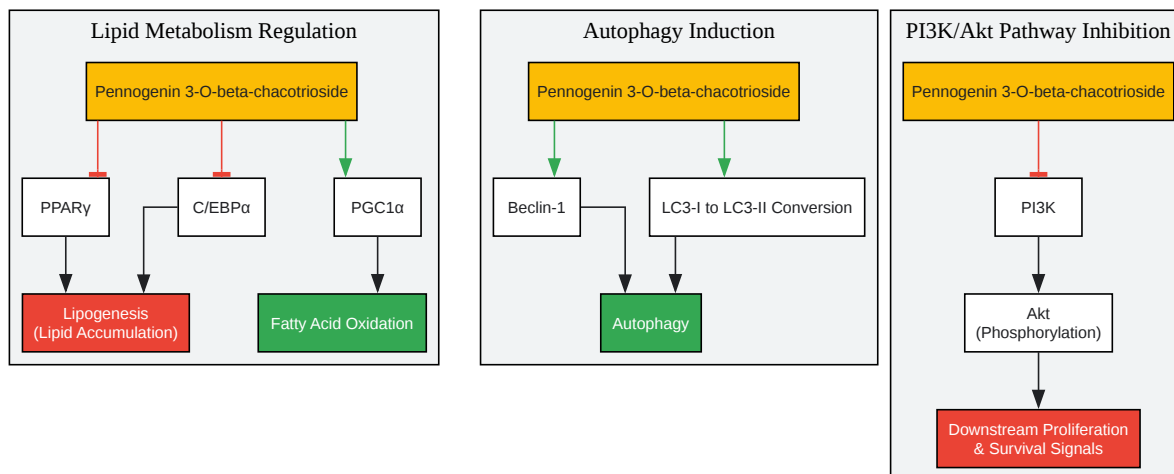 Lipid Metabolism Regulation
Pennogenin 3-O-beta-chacotrioside
PPARγ
C/EBPα
PGC1α
Lipogenesis
(Lipid Accumulation)
Fatty Acid Oxidation
Autophagy Induction
Pennogenin 3-O-beta-chacotrioside
Beclin-1
LC3-I to LC3-II Conversion
Autophagy
PI3K/Akt Pathway Inhibition
Pennogenin 3-O-beta-chacotrioside
PI3K
Akt
(Phosphorylation)
Downstream Proliferation
& Survival Signals